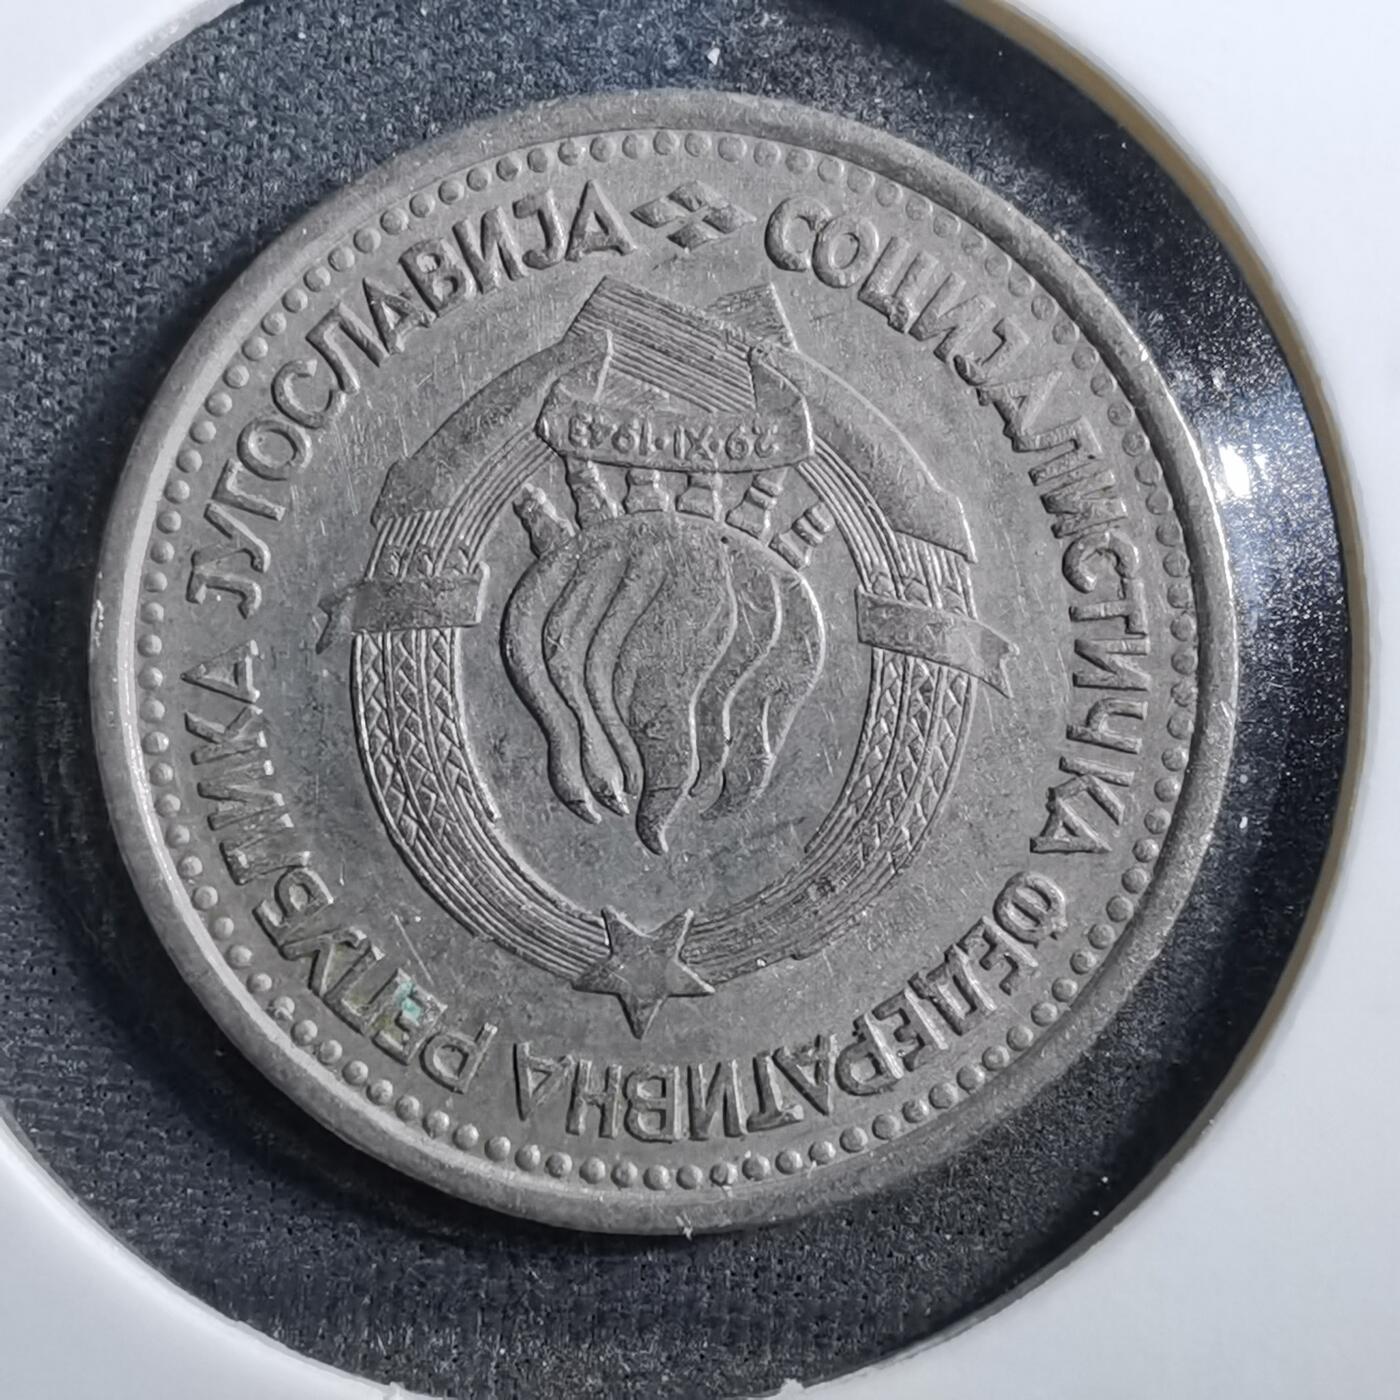 СОЦИЈАЛИСТИЧКА ФЕДЕРАТИВНА РЕПУБЛИКА ЈУГОСЛАВИЈА
29·XI·1943